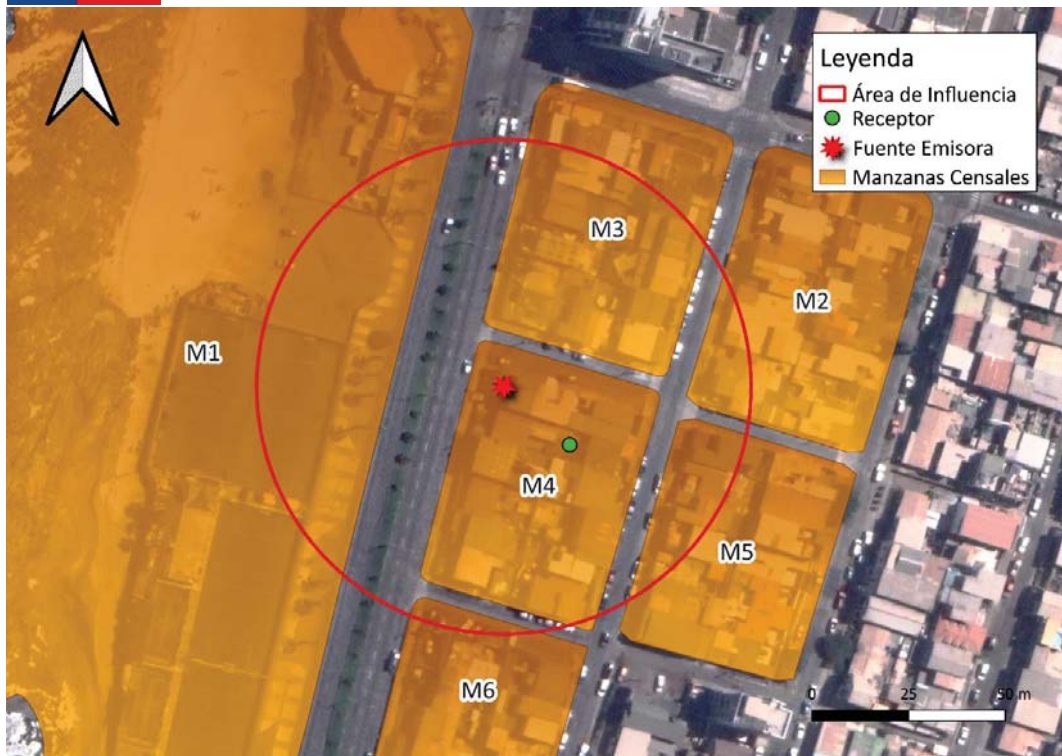 Leyenda
Área de Influencia
Receptor
Fuente Emisora
Manzanas Censales
M3
M2
M1
M4
M5
M6
0 25 50 m